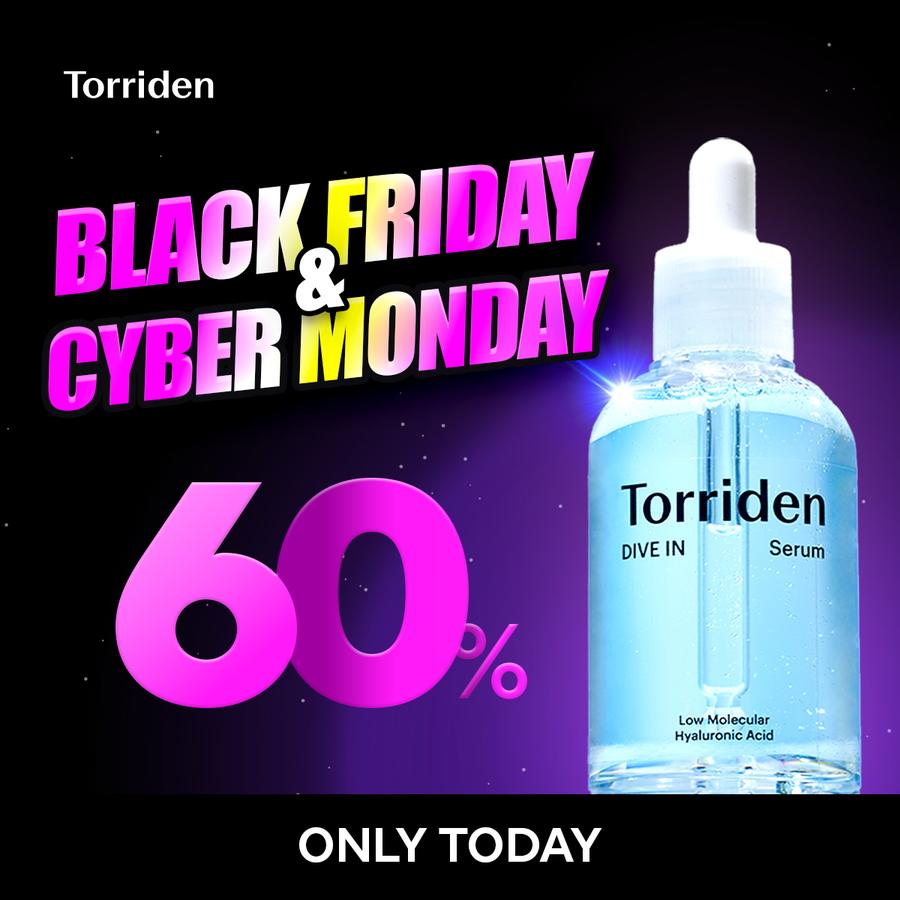 Torriden
BLACK FRIDAY
&
CYBER MONDAY
60%
Torriden
DIVE IN Serum
Low Molecular
Hyaluronic Acid
ONLY TODAY